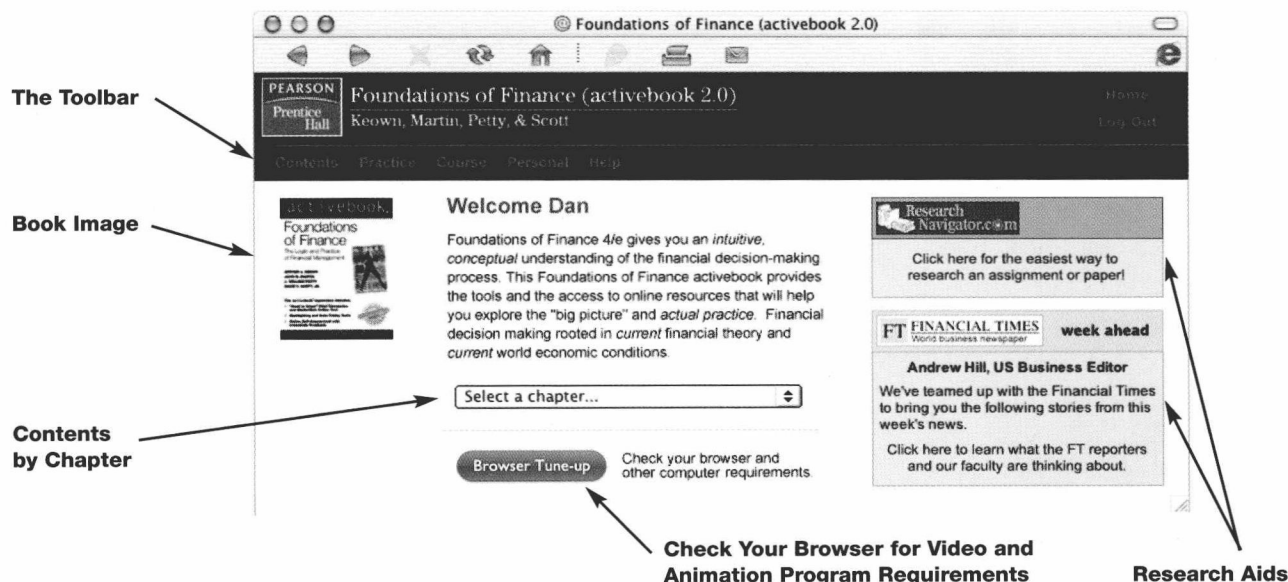 Foundations of Finance (activebook 2.0)
The Toolbar
PEARSON
Prentice
Hall
Foundations of Finance (activebook 2.0)
Keown, Martin, Petty, & Scott
Home
Log Out
Contents Practice Course Personal Help
Book Image
activebook
Foundations
of Finance
The Logic and Practice
of Financial Management
Welcome Dan
Foundations of Finance 4/e gives you an intuitive,
conceptual understanding of the financial decision-making
process. This Foundations of Finance activebook provides
the tools and the access to online resources that will help
you explore the "big picture" and actual practice. Financial
decision making rooted in current financial theory and
current world economic conditions.
Select a chapter...
Contents
by Chapter
Browser Tune-up
Check your browser and
other computer requirements.
Research
Navigator.com
Click here for the easiest way to
research an assignment or paper!
FT FINANCIAL TIMES
World business newspaper
week ahead
Andrew Hill, US Business Editor
We've teamed up with the Financial Times
to bring you the following stories from this
week's news.
Click here to learn what the FT reporters
and our faculty are thinking about.
Check Your Browser for Video and
Animation Program Requirements
Research Aids